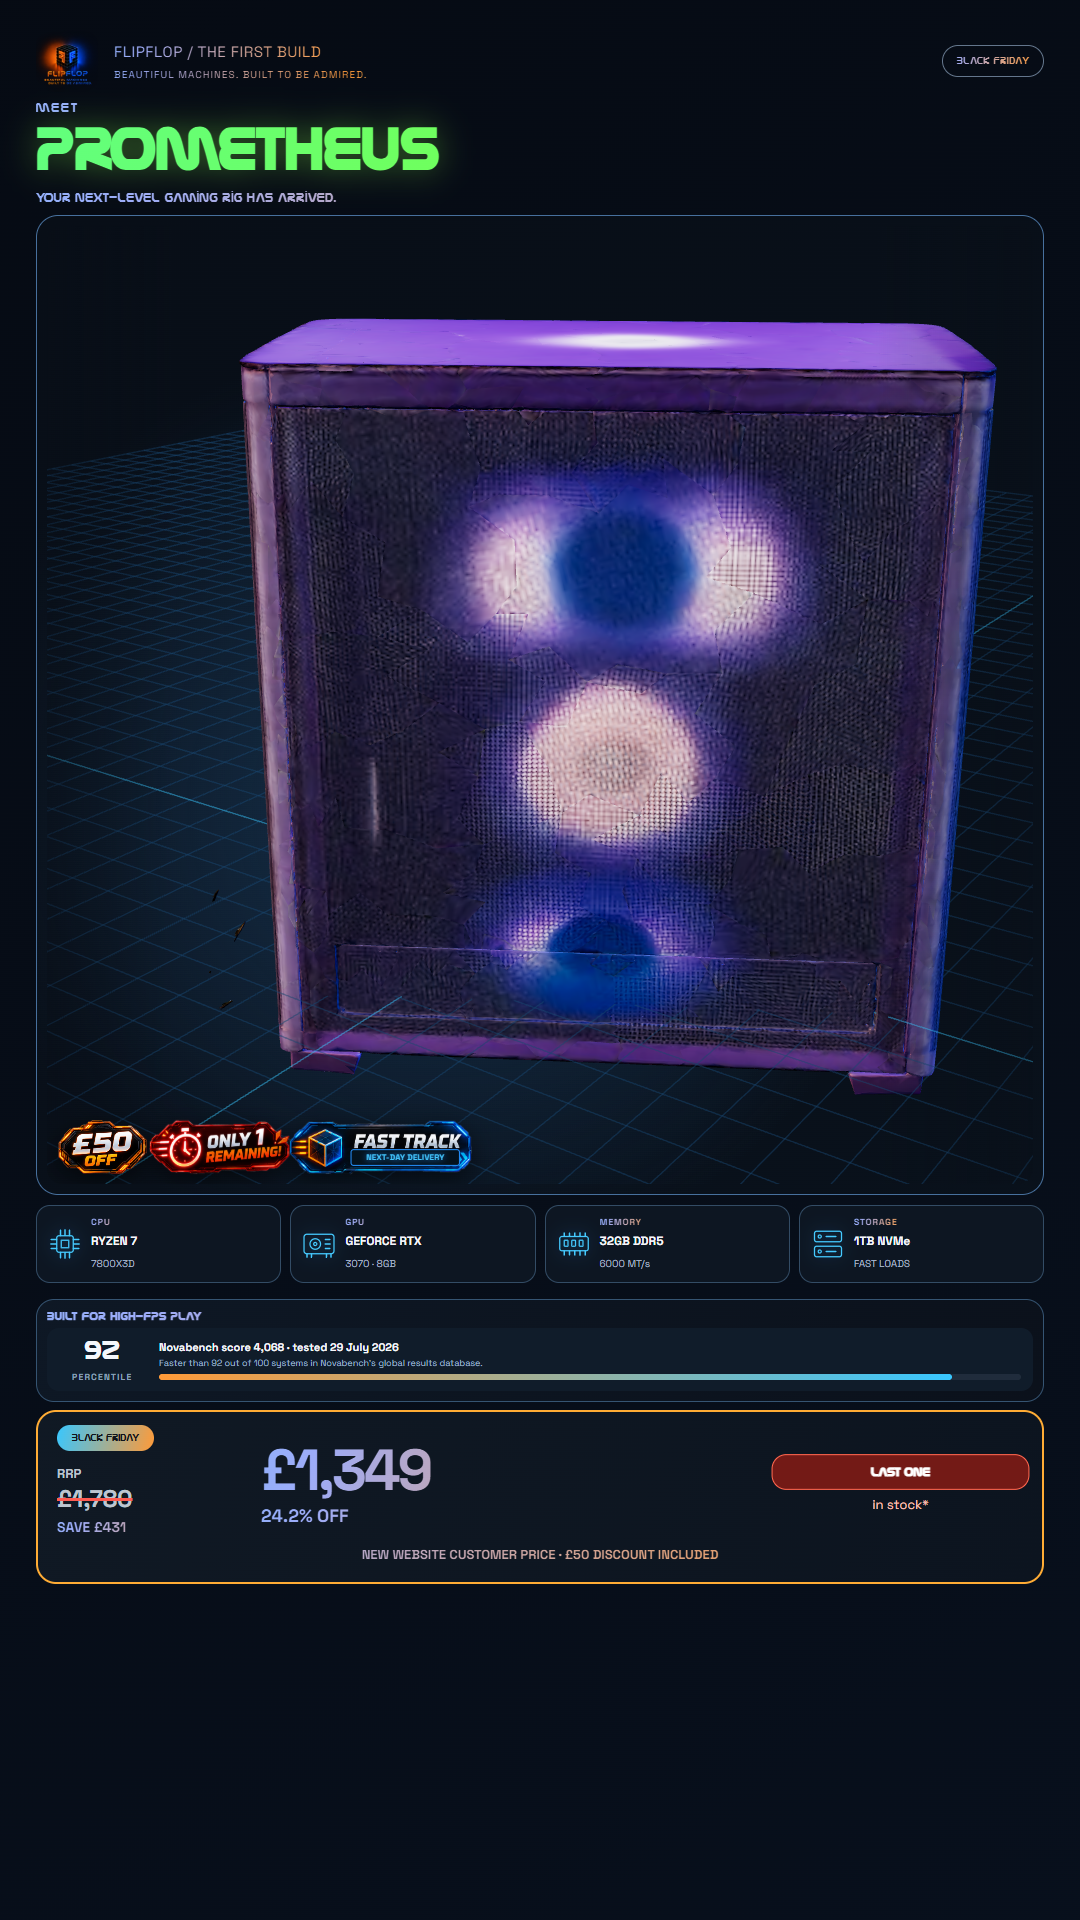 FLIPFLOP
FLIPFLOP / THE FIRST BUILD
BEAUTIFUL MACHINES. BUILT TO BE ADMIRED.
BLACK FRIDAY
MEET
PROMETHEUS
YOUR NEXT-LEVEL GAMING RIG HAS ARRIVED.
£50
OFF
ONLY 1
REMAINING!
FAST TRACK
NEXT-DAY DELIVERY
CPU
RYZEN 7
7800X3D
GPU
GEFORCE RTX
3070 · 8GB
MEMORY
32GB DDR5
6000 MT/s
STORAGE
1TB NVMe
FAST LOADS
BUILT FOR HIGH-FPS PLAY
92
PERCENTILE
Novabench score 4,068 · tested 29 July 2026
Faster than 92 out of 100 systems in Novabench's global results database.
BLACK FRIDAY
RRP
£1,780
SAVE £431
£1,349
24.2% OFF
LAST ONE
in stock*
NEW WEBSITE CUSTOMER PRICE · £50 DISCOUNT INCLUDED